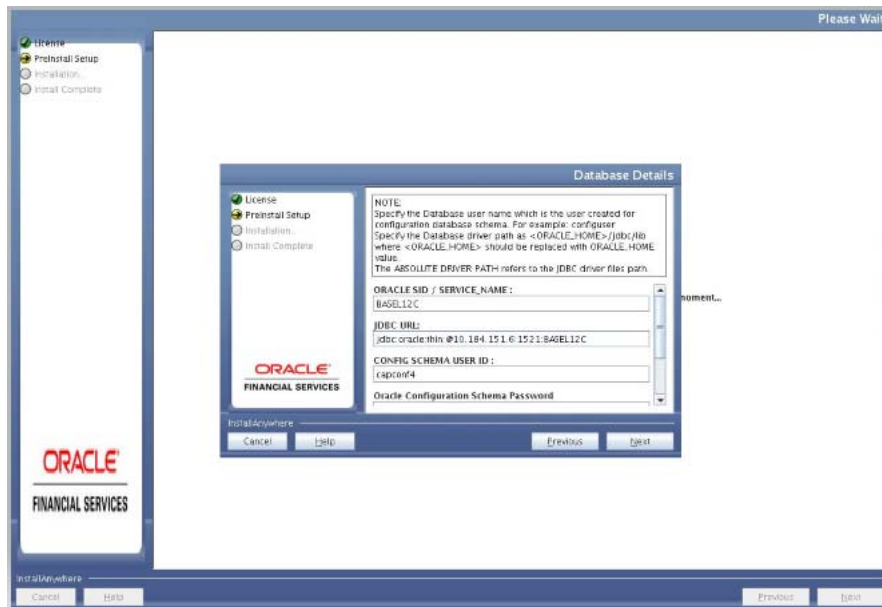 Please Wait
License
Preinstall Setup
Installation...
Install Complete
Database Details
License
Preinstall Setup
Installation...
Install Complete
NOTE:
Specify the Database user name which is the user created for
configuration database schema. For example: configuser
Specify the Database driver path as <ORACLE_HOME>/jdbc/lib
where <ORACLE_HOME> should be replaced with ORACLE_HOME
value.
The ABSOLUTE DRIVER PATH refers to the JDBC driver files path.
ORACLE SID / SERVICE_NAME :
BASEL12C
moment...
JDBC URL:
jdbc:oracle:thin:@10.184.151.6:1521:BASEL12C
CONFIG SCHEMA USER ID :
capconf4
Oracle Configuration Schema Password
ORACLE
FINANCIAL SERVICES
InstallAnywhere
Cancel Help Previous Next
ORACLE
FINANCIAL SERVICES
InstallAnywhere
Cancel Help Previous Next